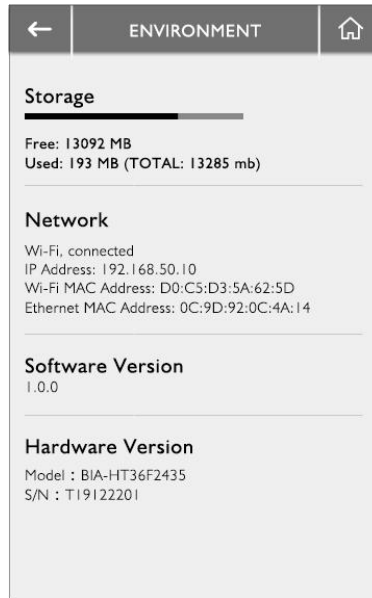 ENVIRONMENT
Storage
Free: 13092 MB
Used: 193 MB (TOTAL: 13285 mb)
Network
Wi-Fi, connected
IP Address: 192.168.50.10
Wi-Fi MAC Address: D0:C5:D3:5A:62:5D
Ethernet MAC Address: 0C:9D:92:0C:4A:14
Software Version
1.0.0
Hardware Version
Model : BIA-HT36F2435
S/N : T19122201